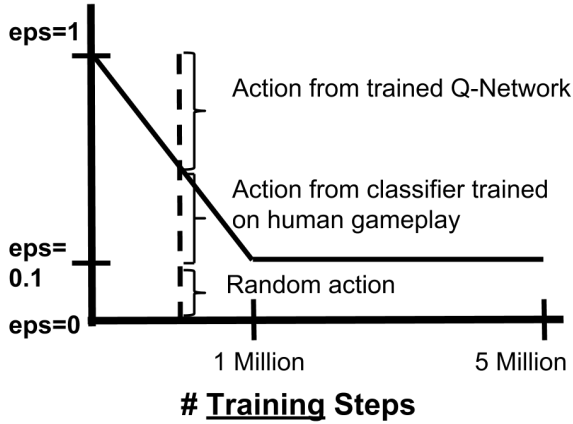 eps=1
Action from trained Q-Network
Action from classifier trained
on human gameplay
eps=
0.1
Random action
eps=0
1 Million
5 Million
# Training Steps